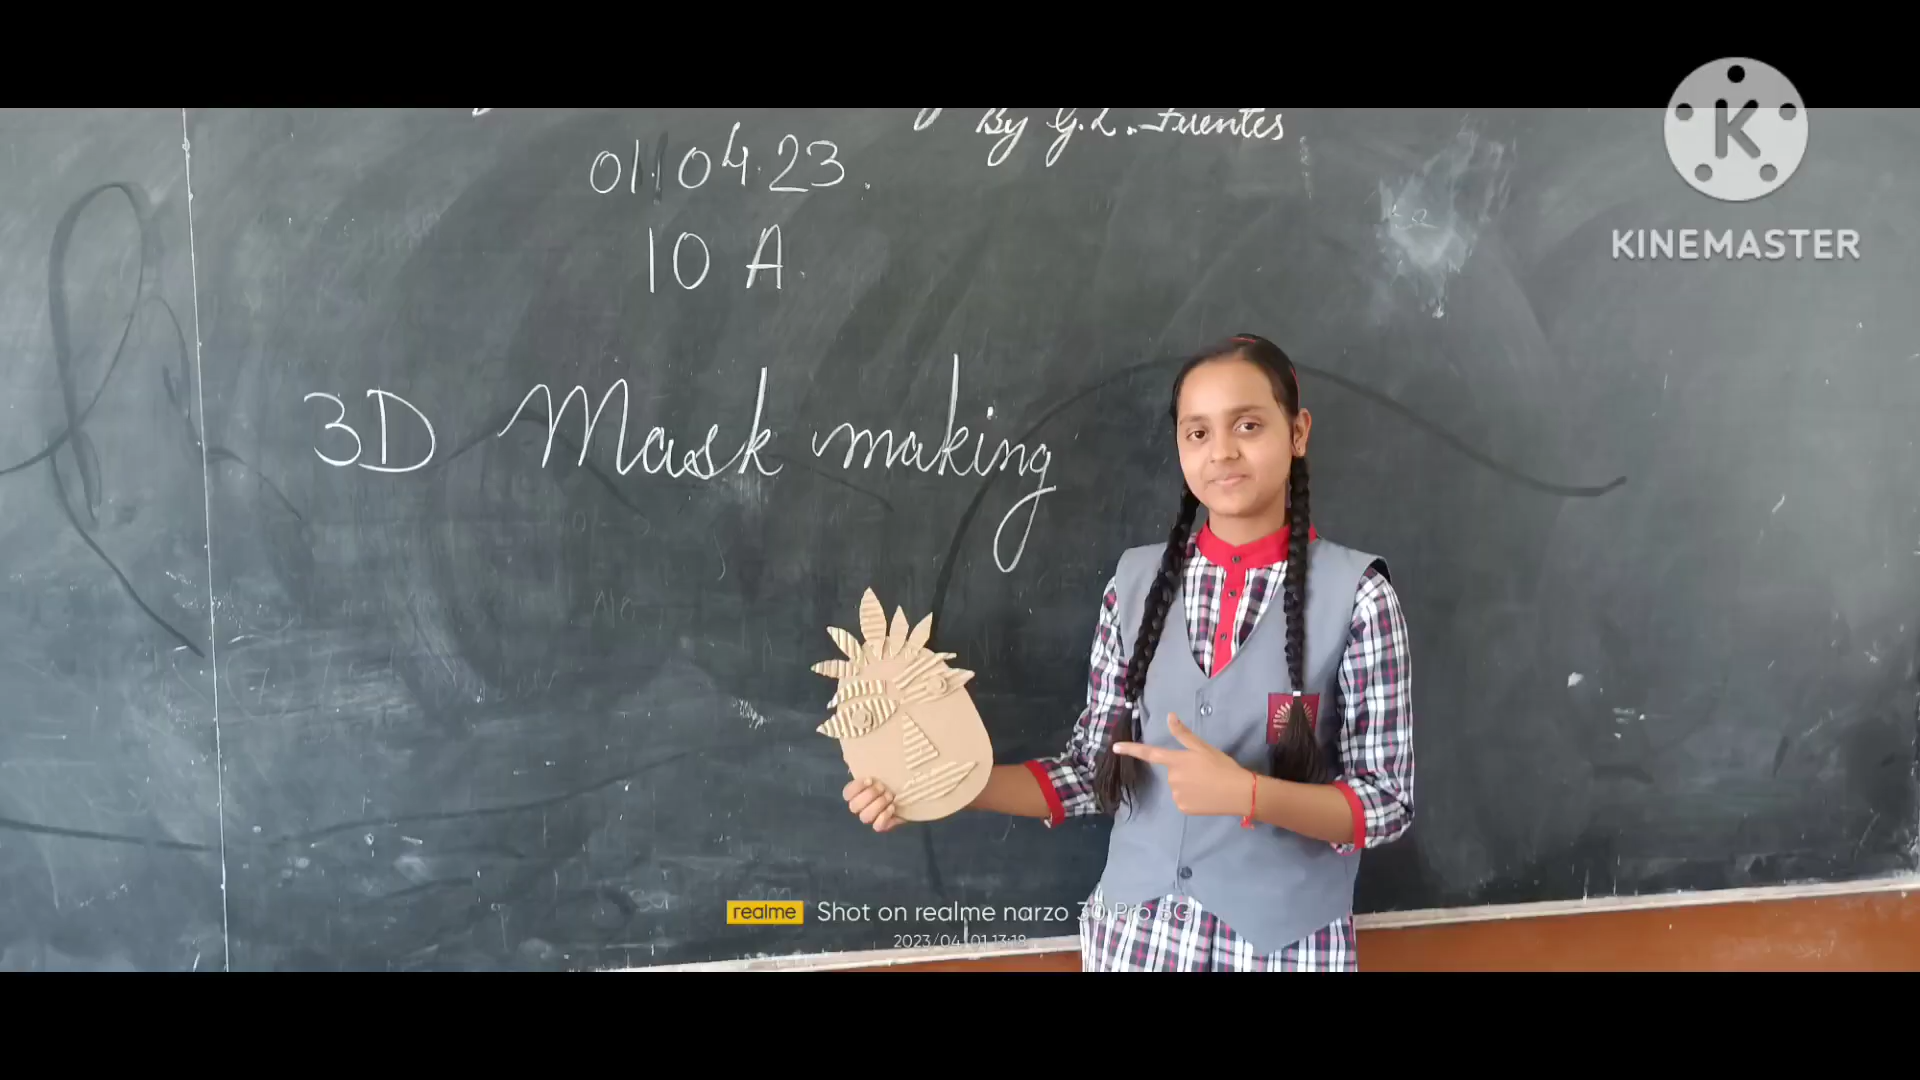 By G.L. Fuentes
01.04.23.
10 A.
3D Mask making
K
KINEMASTER
realme Shot on realme narzo 30 Pro 5G
2023/04/01 13:19